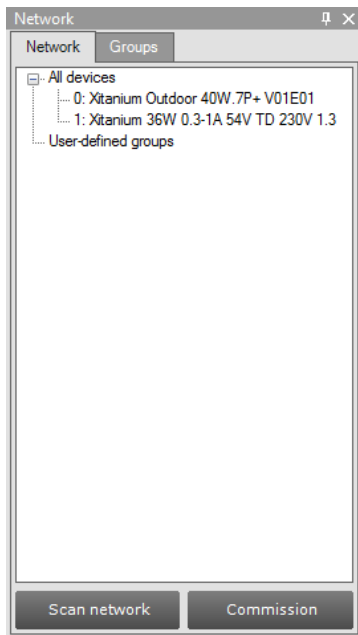 Network
Network Groups
All devices
0: Xitanium Outdoor 40W.7P+ V01E01
1: Xitanium 36W 0.3-1A 54V TD 230V 1.3
User-defined groups
Scan network Commission